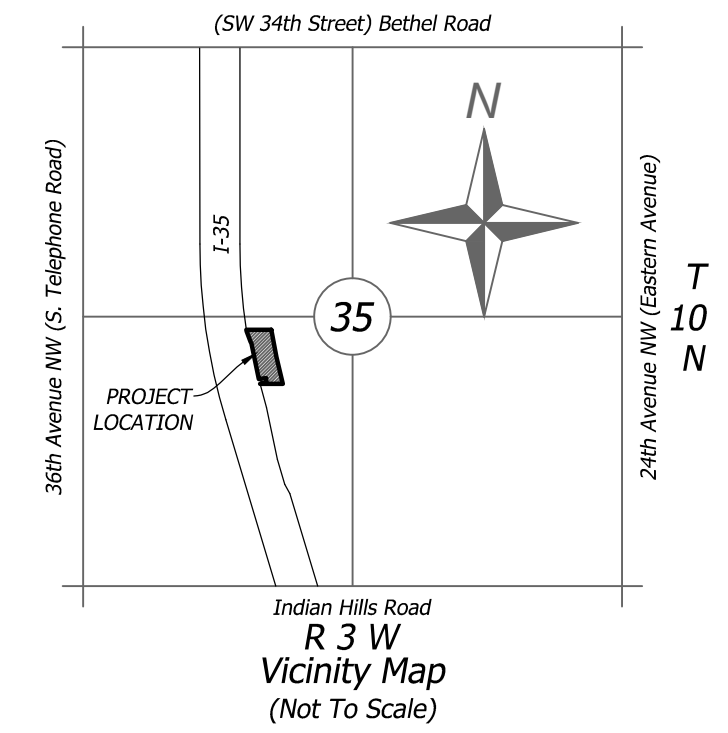 (SW 34th Street) Bethel Road
N
36th Avenue NW (S. Telephone Road)
I-35
24th Avenue NW (Eastern Avenue)
T
10
N
35
PROJECT
LOCATION
Indian Hills Road
R 3 W
Vicinity Map
(Not To Scale)